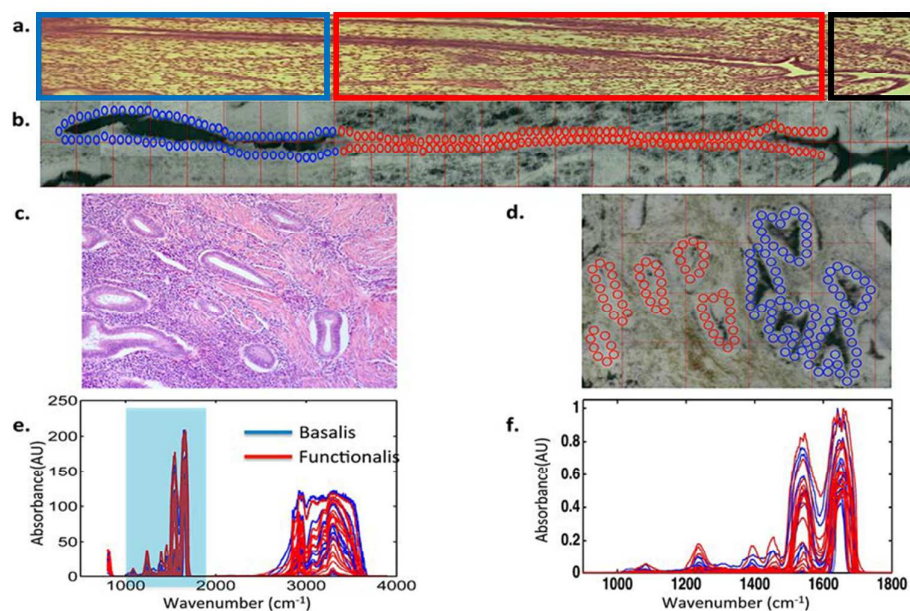 a.
b.
c.
d.
e.
Absorbance(AU)
250
200
150
100
50
0
Basalis
Functionalis
1000 2000 3000 4000
Wavenumber (cm⁻¹)
f.
Absorbance(AU)
1
0.8
0.6
0.4
0.2
0
1000 1200 1400 1600 1800
Wavenumber (cm⁻¹)